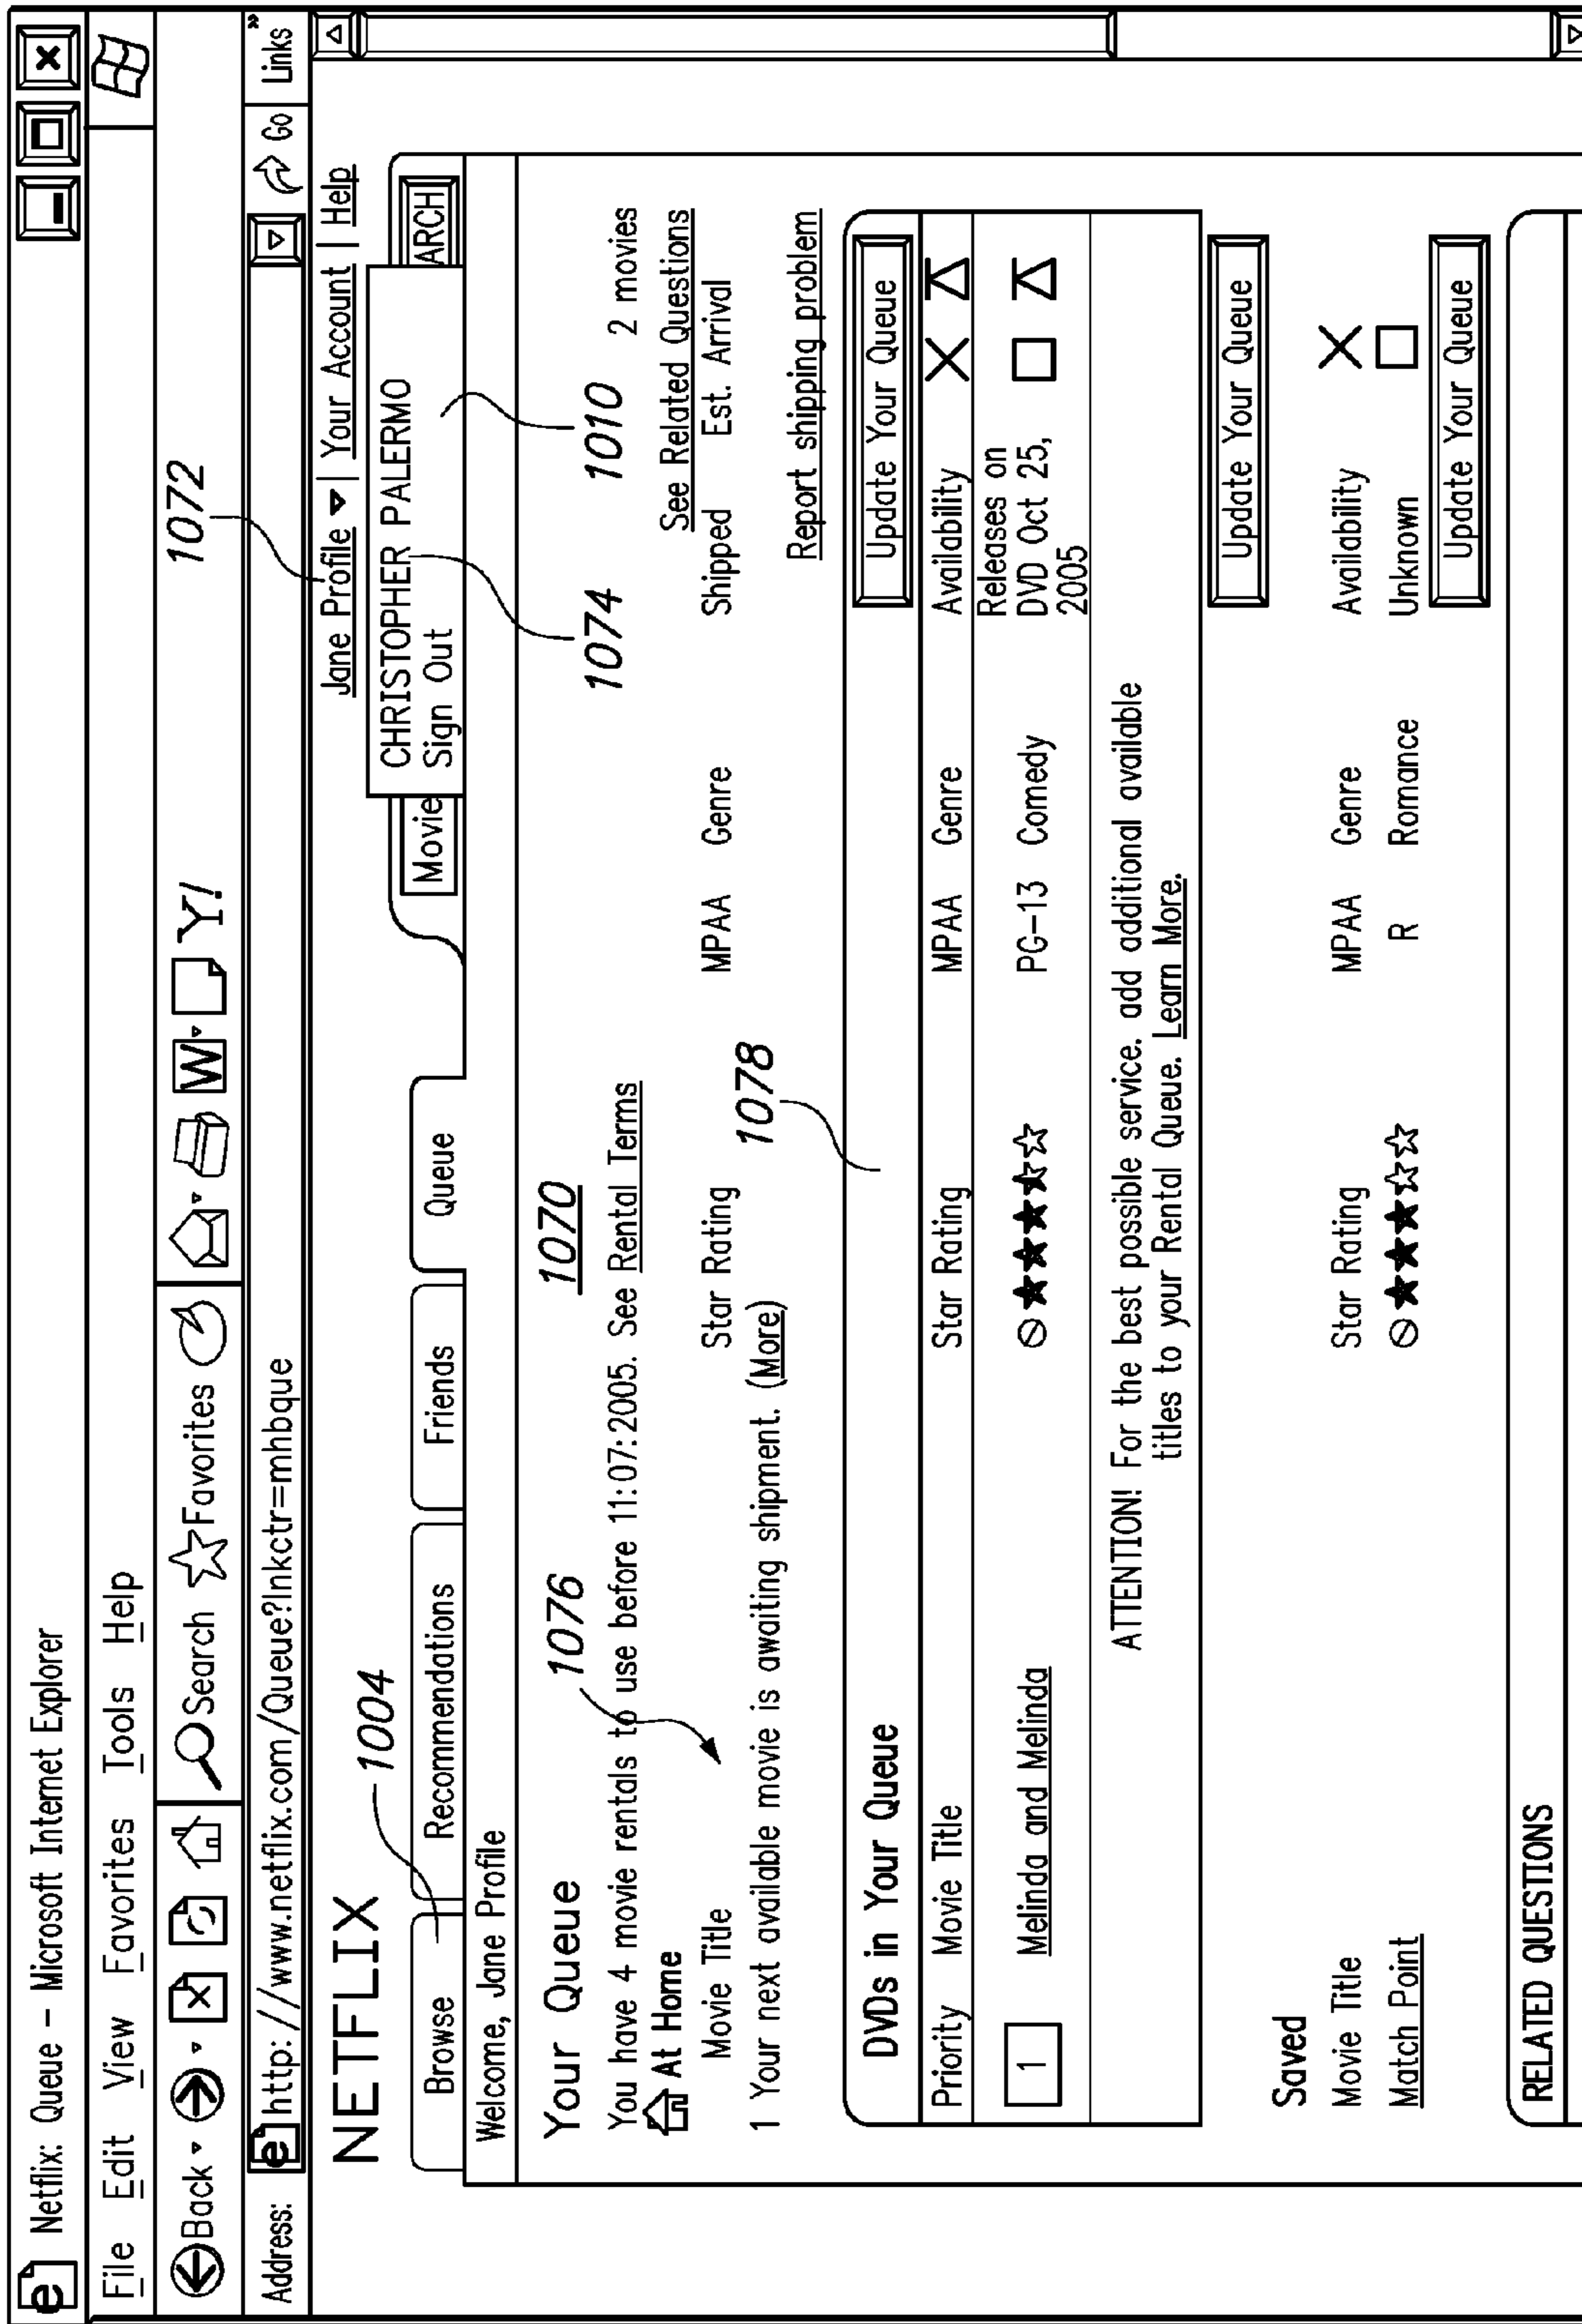 Netflix: Queue – Microsoft Internet Explorer
File Edit View Favorites Tools Help
Back Search Favorites W Y!
1072
Address: http: //www.netflix.com/Queue?lnkctr=mhbque Go Links »
NETFLIX 1004 Jane Profile | Your Account | Help
Browse Recommendations Friends Queue Movie CHRISTOPHER PALERMO ARCH
Sign Out
Welcome, Jane Profile
Your Queue 1076 1070 1074 1010
You have 4 movie rentals to use before 11:07:2005. See Rental Terms 2 movies
At Home See Related Questions
Movie Title Star Rating MPAA Genre Shipped Est. Arrival
1 Your next available movie is awaiting shipment. (More) 1078
Report shipping problem
DVDs in Your Queue Update Your Queue
Priority Movie Title Star Rating MPAA Genre Availability
1 Melinda and Melinda PG–13 Comedy Releases on
DVD Oct 25,
2005
ATTENTION! For the best possible service. add additional available
titles to your Rental Queue. Learn More.
Update Your Queue
Saved
Movie Title Star Rating MPAA Genre Availability
Match Point R Romance Unknown
Update Your Queue
RELATED QUESTIONS